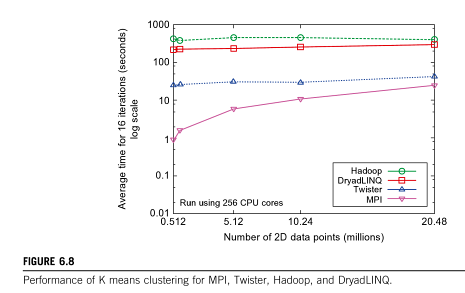 1000
100
10
1
0.1
0.01
Average time for 16 iterations (seconds)
log scale
Hadoop
DryadLINQ
Twister
MPI
Run using 256 CPU cores
0.512 5.12 10.24 20.48
Number of 2D data points (millions)
FIGURE 6.8
Performance of K means clustering for MPI, Twister, Hadoop, and DryadLINQ.